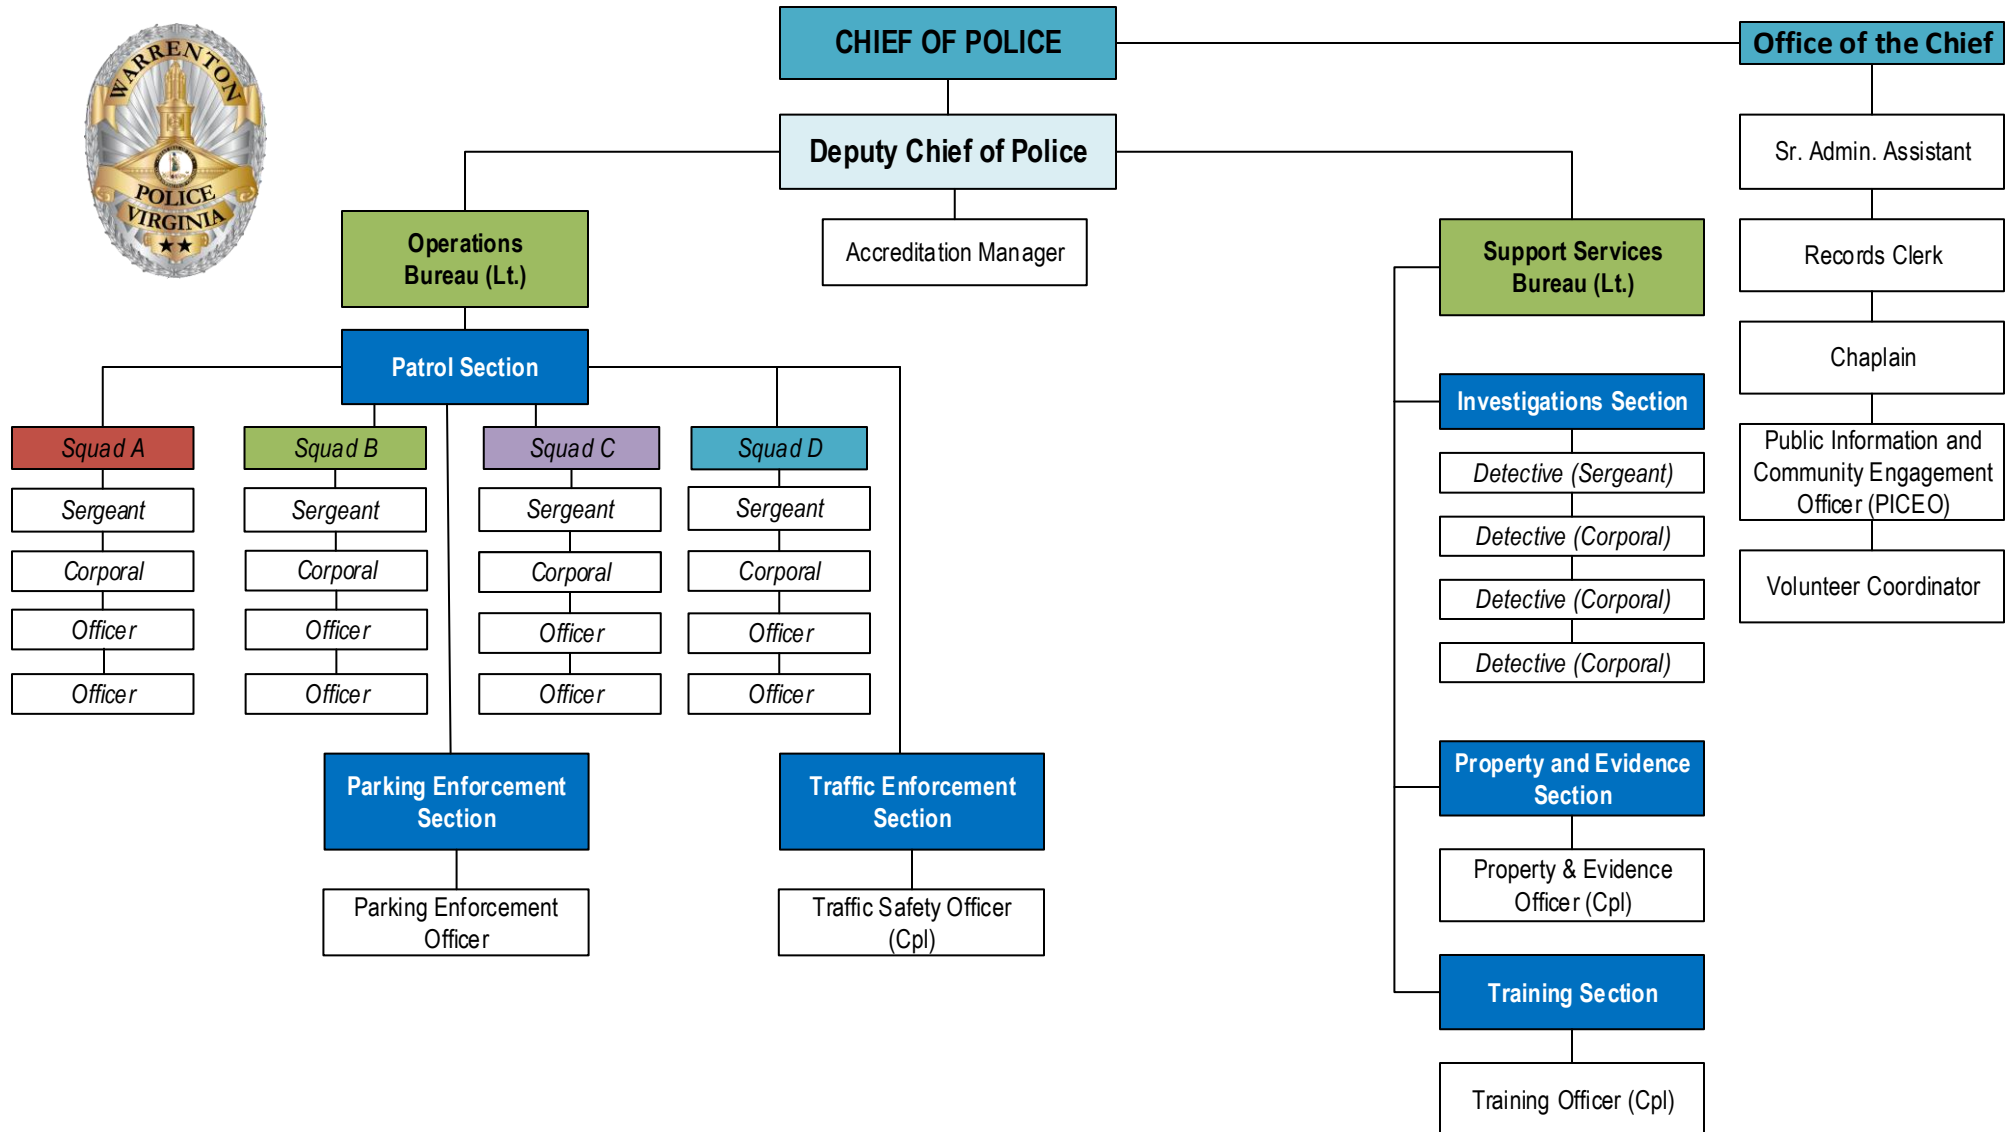 WARRENTON
POLICE
VIRGINIA
CHIEF OF POLICE
Office of the Chief
Deputy Chief of Police
Sr. Admin. Assistant
Records Clerk
Chaplain
Public Information and
Community Engagement
Officer (PICEO)
Volunteer Coordinator
Accreditation Manager
Operations
Bureau (Lt.)
Patrol Section
Squad A
Sergeant
Corporal
Officer
Officer
Squad B
Sergeant
Corporal
Officer
Officer
Squad C
Sergeant
Corporal
Officer
Officer
Squad D
Sergeant
Corporal
Officer
Officer
Parking Enforcement
Section
Parking Enforcement
Officer
Traffic Enforcement
Section
Traffic Safety Officer
(Cpl)
Support Services
Bureau (Lt.)
Investigations Section
Detective (Sergeant)
Detective (Corporal)
Detective (Corporal)
Detective (Corporal)
Property and Evidence
Section
Property & Evidence
Officer (Cpl)
Training Section
Training Officer (Cpl)